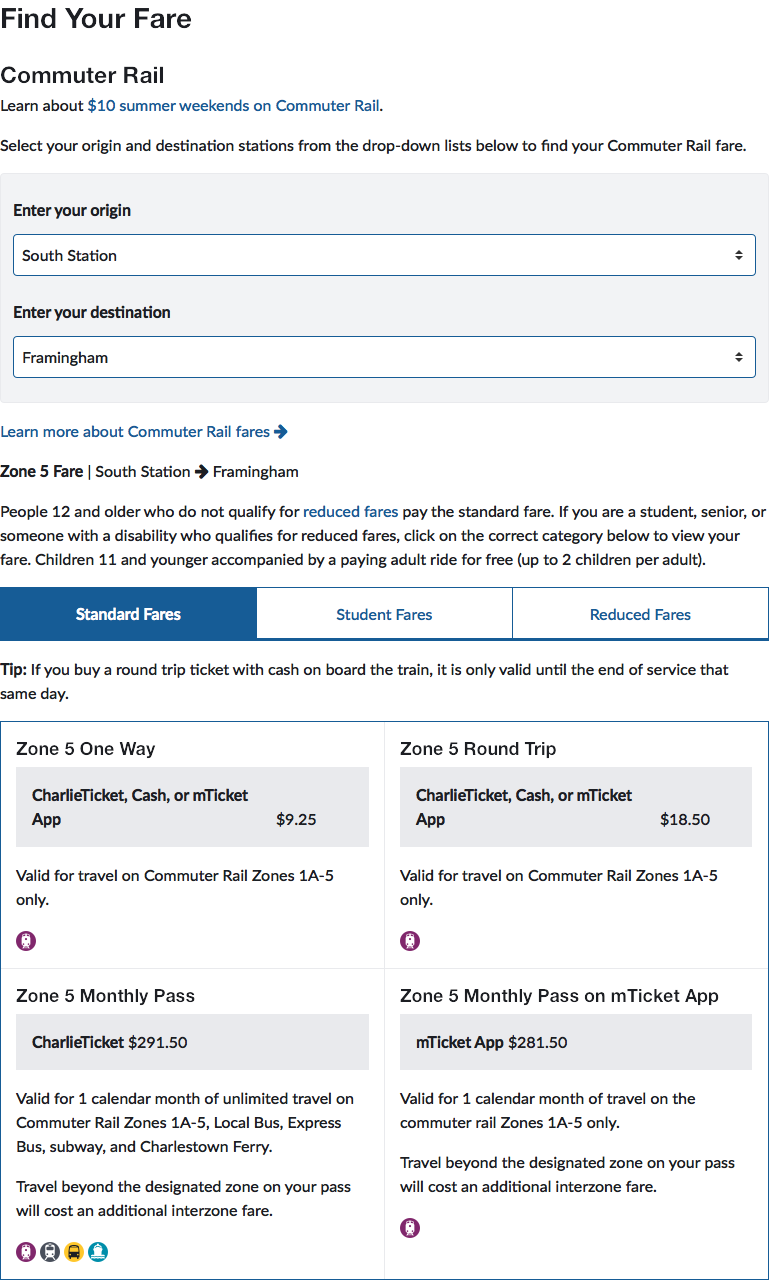 Find Your Fare
Commuter Rail
Learn about $10 summer weekends on Commuter Rail.
Select your origin and destination stations from the drop-down lists below to find your Commuter Rail fare.
Enter your origin
South Station
Enter your destination
Framingham
Learn more about Commuter Rail fares
Zone 5 Fare | South Station → Framingham
People 12 and older who do not qualify for reduced fares pay the standard fare. If you are a student, senior, or
someone with a disability who qualifies for reduced fares, click on the correct category below to view your
fare. Children 11 and younger accompanied by a paying adult ride for free (up to 2 children per adult).
Standard Fares
Student Fares
Reduced Fares
Tip: If you buy a round trip ticket with cash on board the train, it is only valid until the end of service that
same day.
Zone 5 One Way
CharlieTicket, Cash, or mTicket
App $9.25
Valid for travel on Commuter Rail Zones 1A-5
only.
Zone 5 Round Trip
CharlieTicket, Cash, or mTicket
App $18.50
Valid for travel on Commuter Rail Zones 1A-5
only.
Zone 5 Monthly Pass
CharlieTicket $291.50
Valid for 1 calendar month of unlimited travel on
Commuter Rail Zones 1A-5, Local Bus, Express
Bus, subway, and Charlestown Ferry.
Travel beyond the designated zone on your pass
will cost an additional interzone fare.
Zone 5 Monthly Pass on mTicket App
mTicket App $281.50
Valid for 1 calendar month of travel on the
commuter rail Zones 1A-5 only.
Travel beyond the designated zone on your pass
will cost an additional interzone fare.